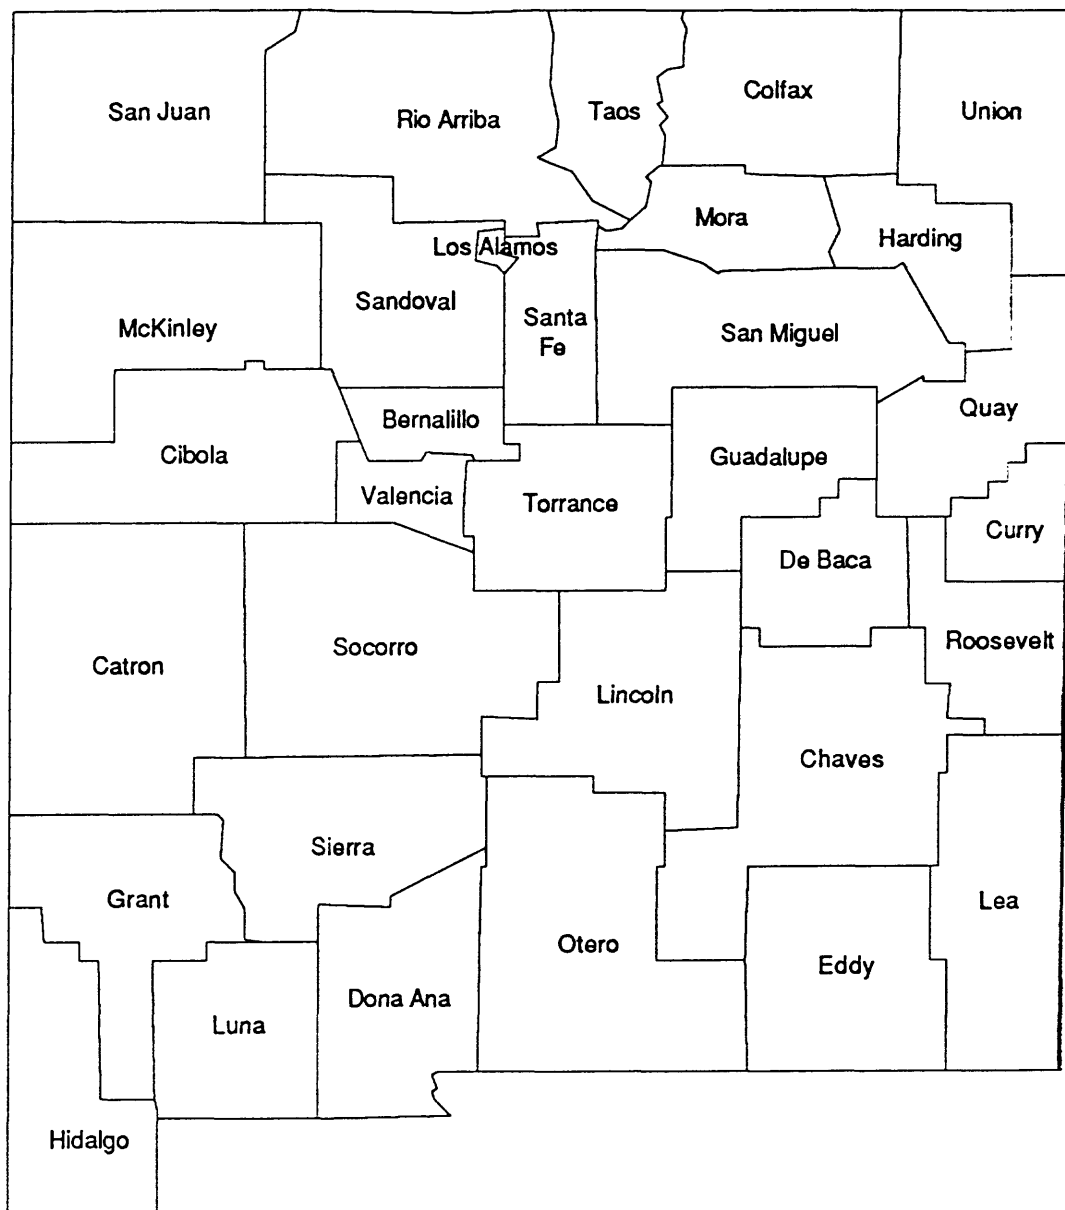 San Juan
Rio Arriba
Taos
Colfax
Union
Mora
Harding
Los Alamos
Sandoval
Santa
Fe
McKinley
San Miguel
Quay
Bernalillo
Cibola
Guadalupe
Valencia
Torrance
Curry
De Baca
Roosevelt
Socorro
Catron
Lincoln
Chaves
Sierra
Grant
Lea
Otero
Eddy
Dona Ana
Luna
Hidalgo